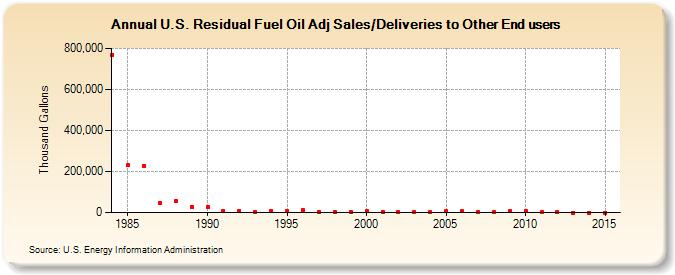 Annual U.S. Residual Fuel Oil Adj Sales/Deliveries to Other End users
Thousand Gallons
800,000
600,000
400,000
200,000
0
1985 1990 1995 2000 2005 2010 2015
Source: U.S. Energy Information Administration